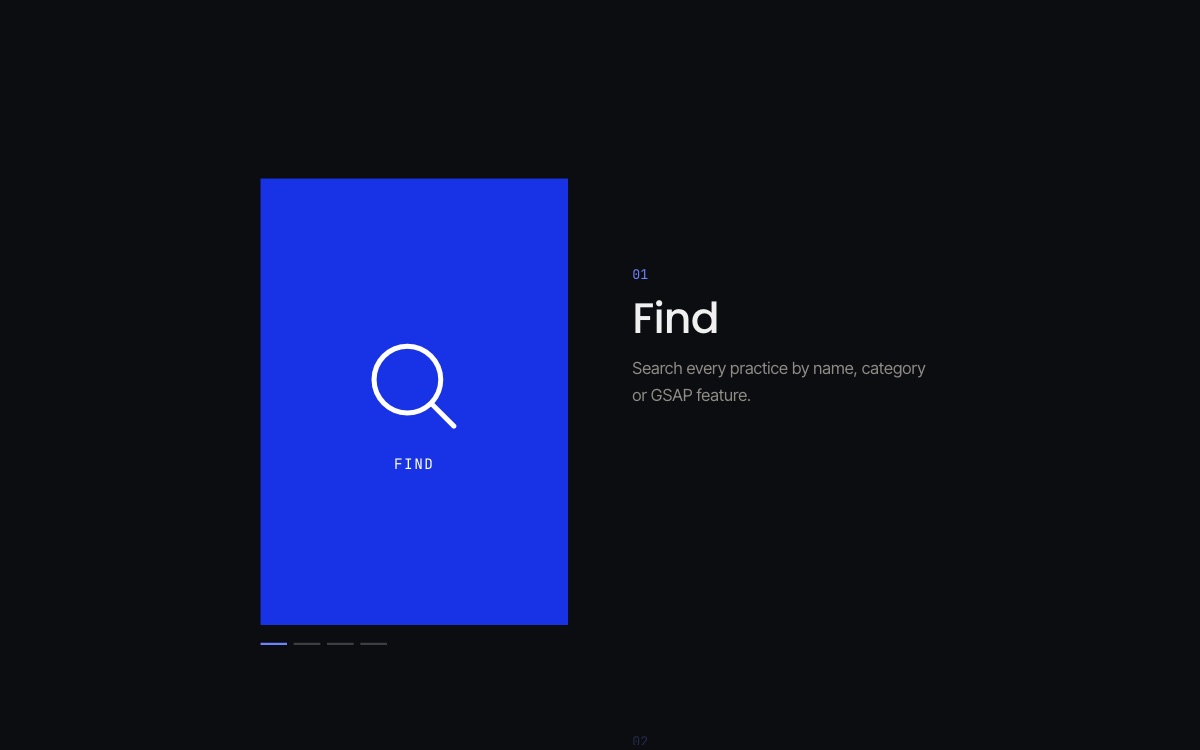 FIND
01
Find
Search every practice by name, category
or GSAP feature.
02